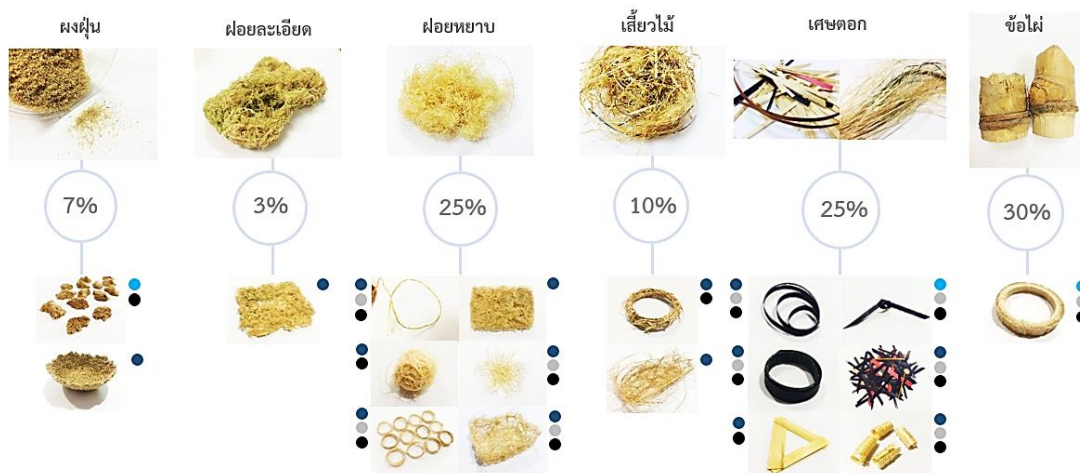 ผงฝุ่น
ฝอยละเอียด
ฝอยหยาบ
เสี้ยวไม้
เศษตอก
ข้อไผ่
7%
3%
25%
10%
25%
30%